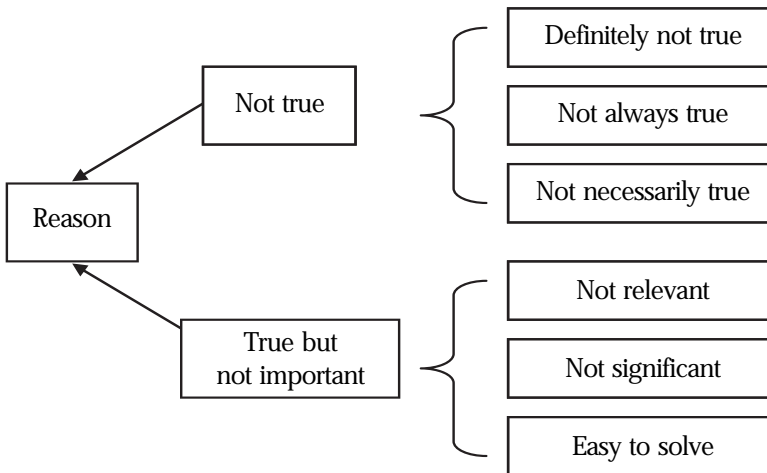 Definitely not true
Not true
Not always true
Not necessarily true
Reason
Not relevant
True but
not important
Not significant
Easy to solve